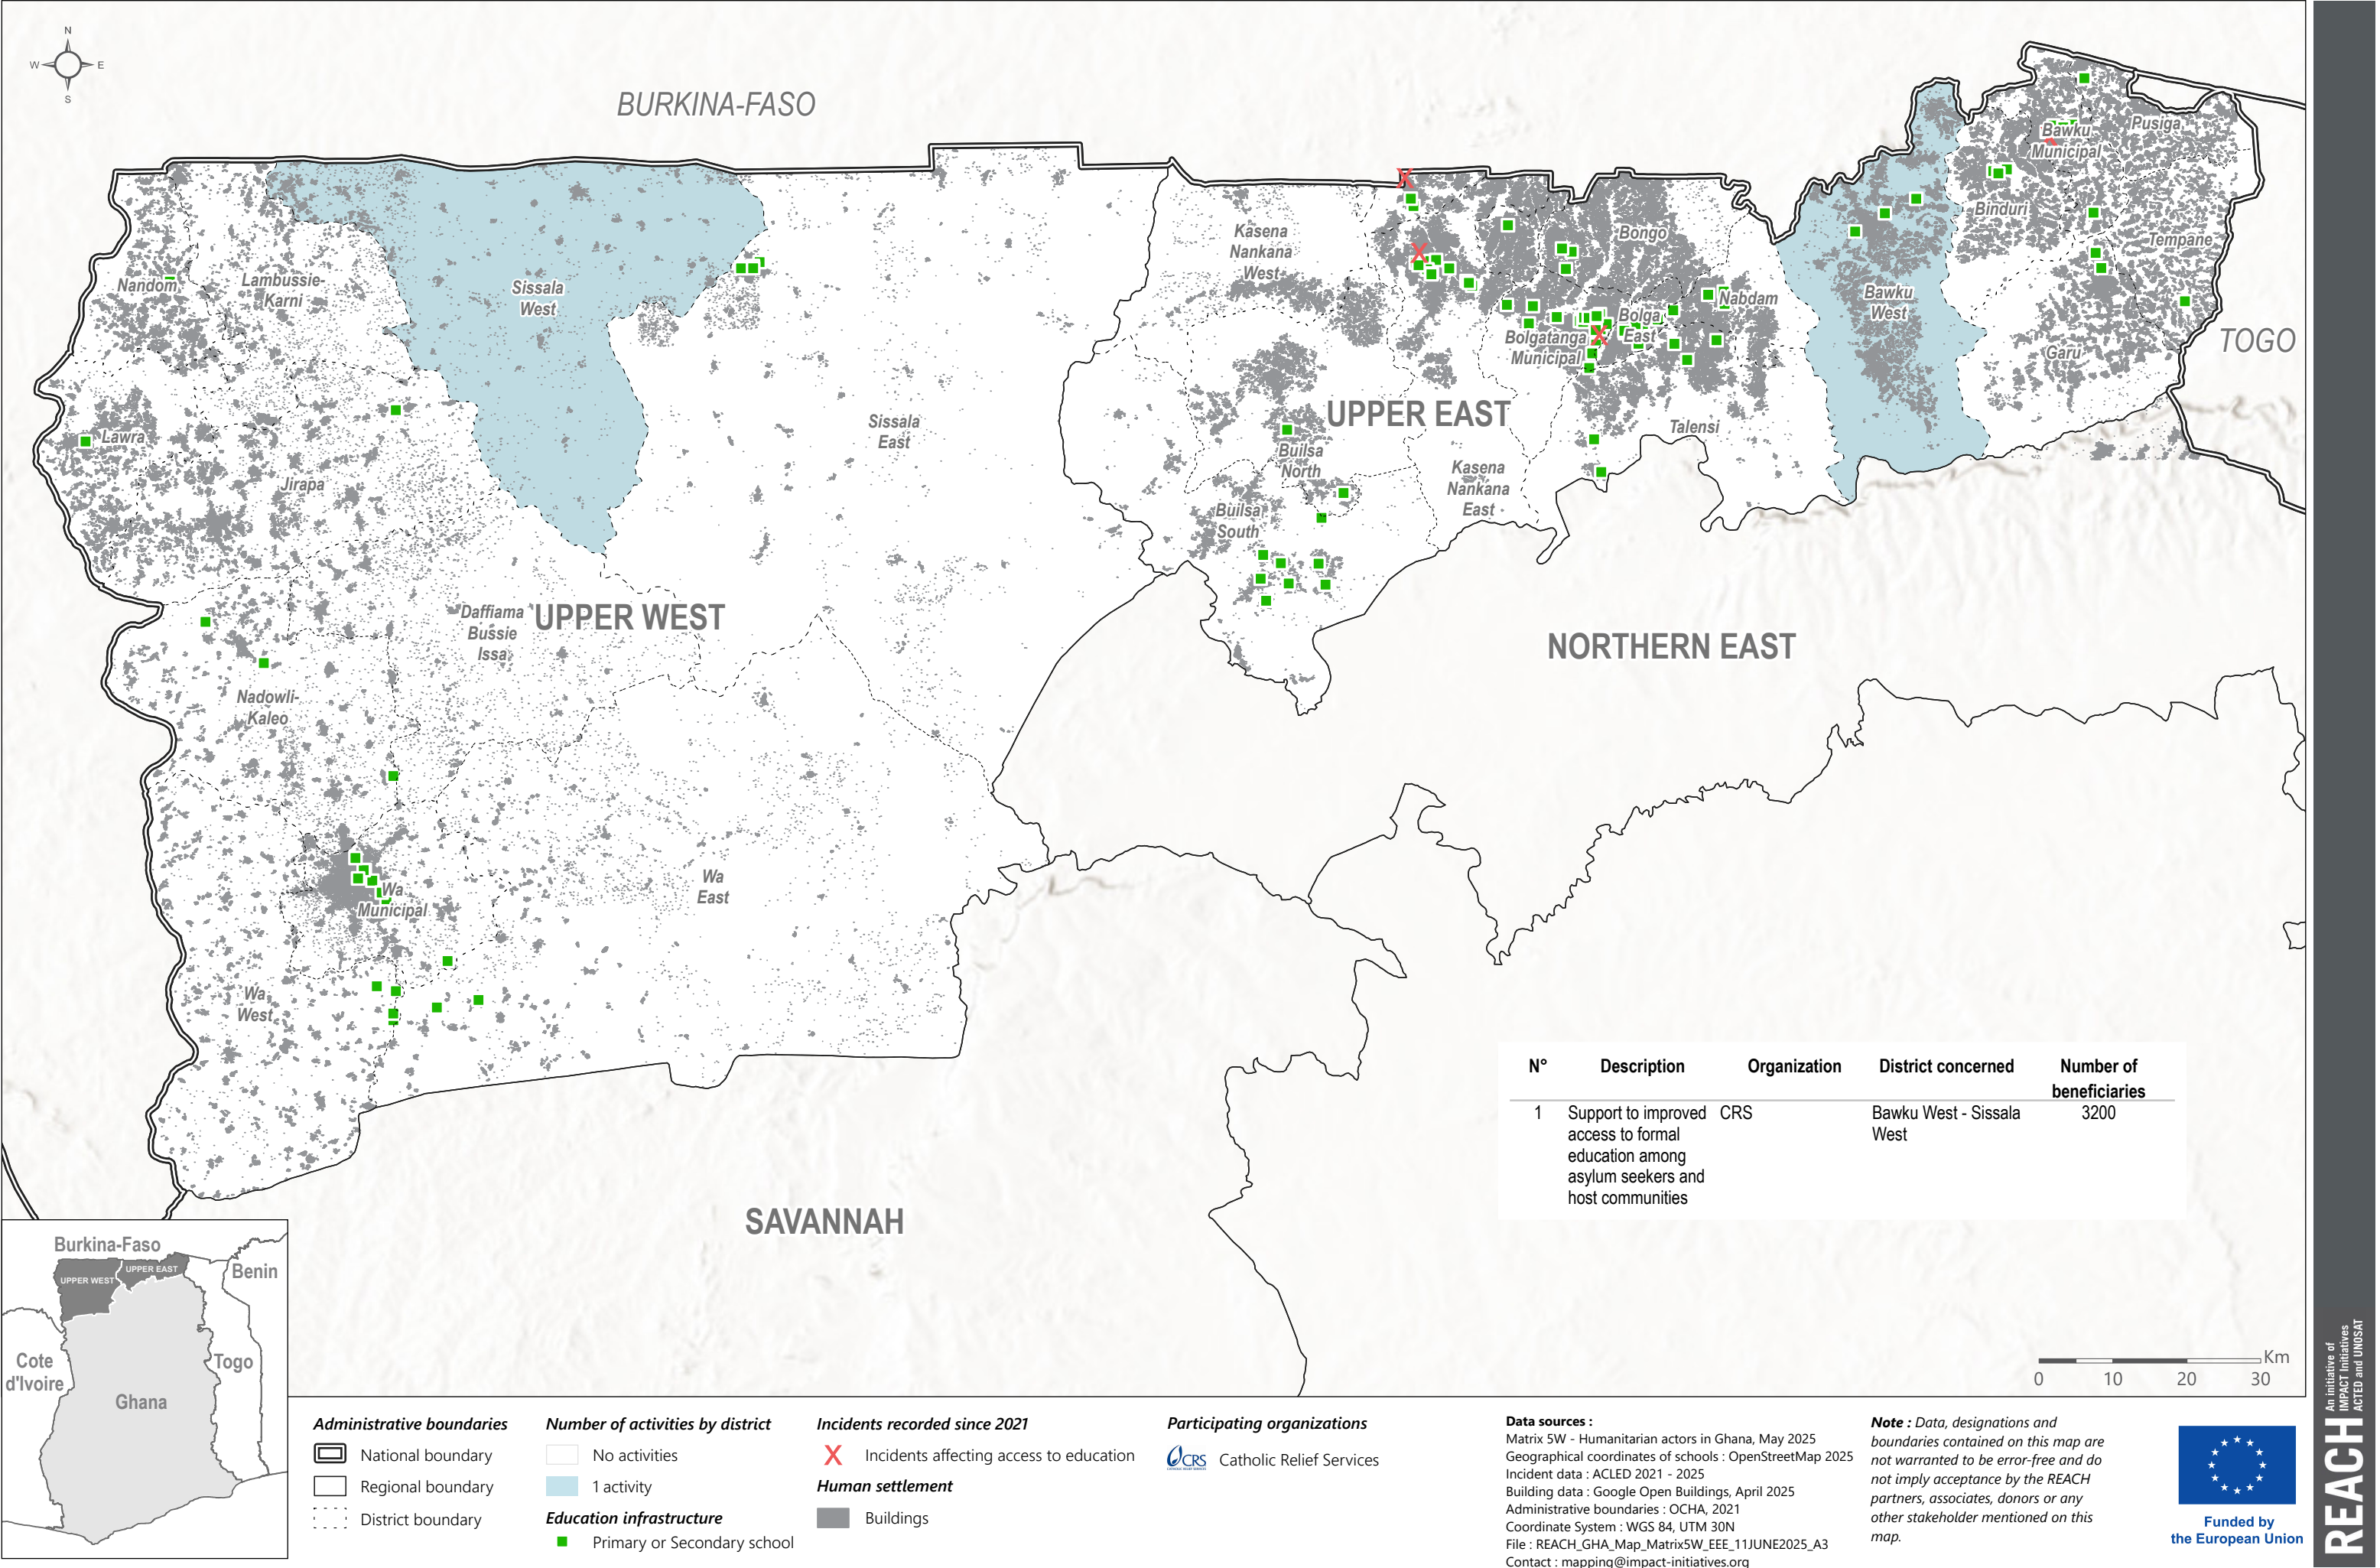 N
W
E
S
BURKINA-FASO
Bawku
Municipal
Pusiga
Binduri
Tempane
Kasena
Nankana
West
Bongo
Nandom
Lambussie-
Karni
Sissala
West
Bawku
West
Nabdam
Bolga
East
Bolgatanga
Municipal
TOGO
Garu
UPPER EAST
Talensi
Sissala
East
Lawra
Builsa
North
Kasena
Nankana
East
Jirapa
Builsa
South
Daffiama
Bussie
Issa
UPPER WEST
NORTHERN EAST
Nadowli-
Kaleo
Wa
East
Wa
Municipal
Wa
West
SAVANNAH
N° Description Organization District concerned Number of
beneficiaries
1 Support to improved CRS Bawku West - Sissala 3200
access to formal West
education among
asylum seekers and
host communities
Km
0 10 20 30
Burkina-Faso
UPPER WEST
UPPER EAST
Benin
Cote
d'Ivoire
Togo
Ghana
Administrative boundaries
National boundary
Regional boundary
District boundary
Number of activities by district
No activities
1 activity
Education infrastructure
Primary or Secondary school
Incidents recorded since 2021
Incidents affecting access to education
Human settlement
Buildings
Participating organizations
CRS
CATHOLIC RELIEF SERVICES
Catholic Relief Services
Data sources :
Matrix 5W - Humanitarian actors in Ghana, May 2025
Geographical coordinates of schools : OpenStreetMap 2025
Incident data : ACLED 2021 - 2025
Building data : Google Open Buildings, April 2025
Administrative boundaries : OCHA, 2021
Coordinate System : WGS 84, UTM 30N
File : REACH_GHA_Map_Matrix5W_EEE_11JUNE2025_A3
Contact : mapping@impact-initiatives.org
Note : Data, designations and
boundaries contained on this map are
not warranted to be error-free and do
not imply acceptance by the REACH
partners, associates, donors or any
other stakeholder mentioned on this
map.
Funded by
the European Union
REACH
An initiative of
IMPACT Initiatives
ACTED and UNOSAT